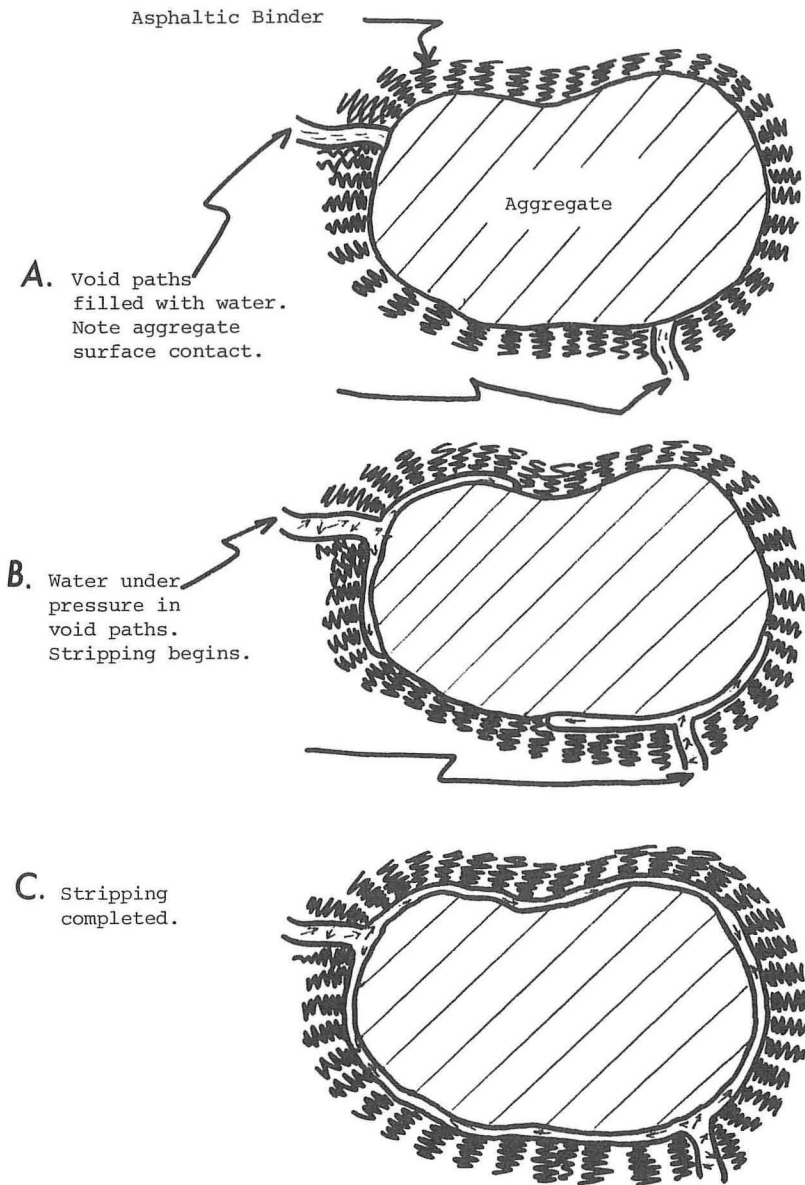 Asphaltic Binder
Aggregate
A. Void paths
filled with water.
Note aggregate
surface contact.
B. Water under
pressure in
void paths.
Stripping begins.
C. Stripping
completed.